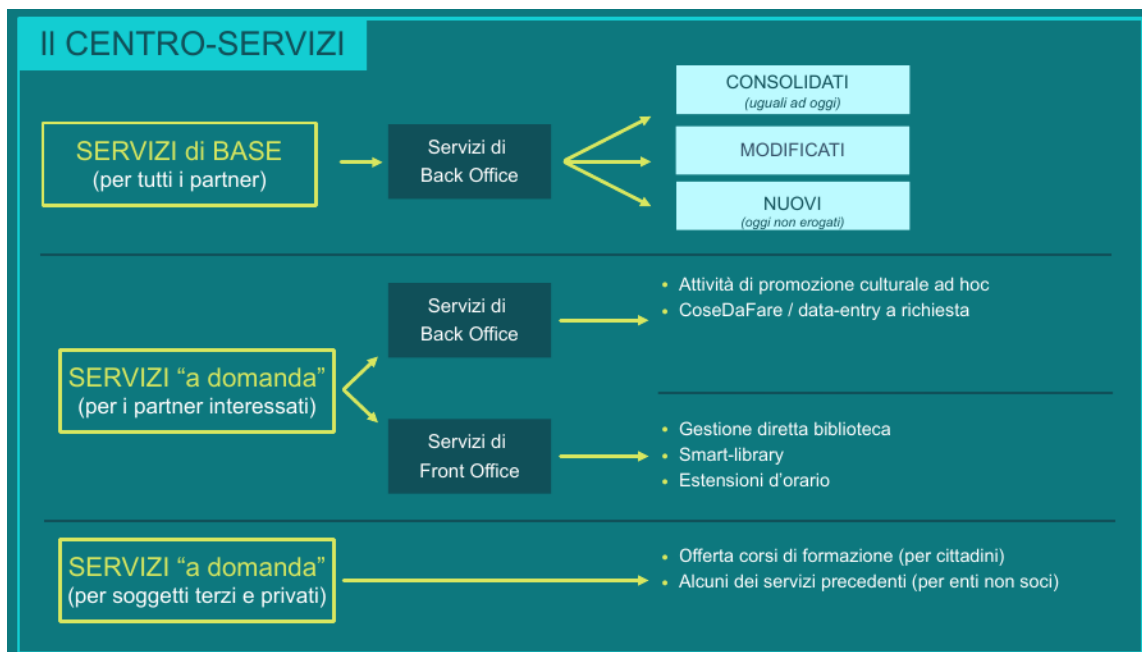 Il CENTRO-SERVIZI
SERVIZI di BASE
(per tutti i partner)
Servizi di
Back Office
CONSOLIDATI
(uguali ad oggi)
MODIFICATI
NUOVI
(oggi non erogati)
SERVIZI “a domanda”
(per i partner interessati)
Servizi di
Back Office
• Attività di promozione culturale ad hoc
• CoseDaFare / data-entry a richiesta
Servizi di
Front Office
• Gestione diretta biblioteca
• Smart-library
• Estensioni d’orario
SERVIZI “a domanda”
(per soggetti terzi e privati)
• Offerta corsi di formazione (per cittadini)
• Alcuni dei servizi precedenti (per enti non soci)